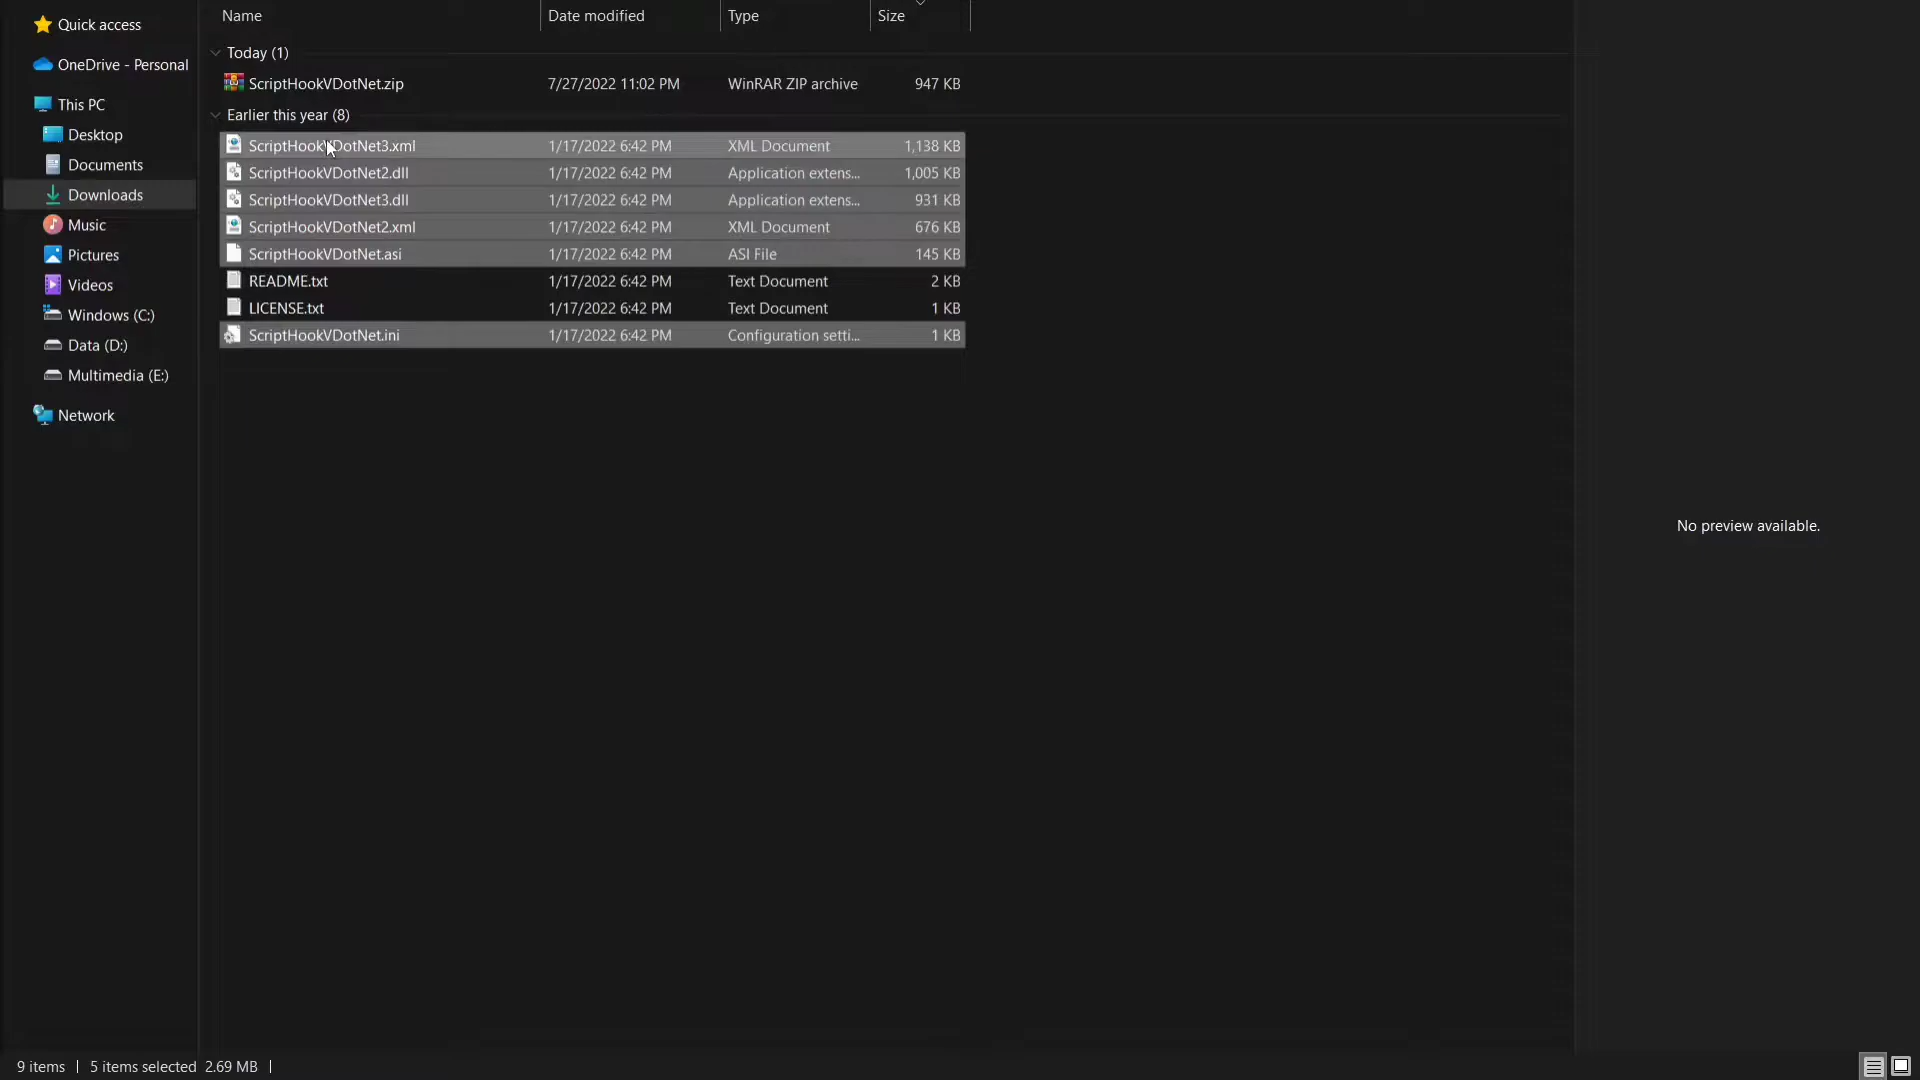 Quick access
OneDrive - Personal
This PC
Desktop
Documents
Downloads
Music
Pictures
Videos
Windows (C:)
Data (D:)
Multimedia (E:)
Network
Name Date modified Type Size
Today (1)
ScriptHookVDotNet.zip 7/27/2022 11:02 PM WinRAR ZIP archive 947 KB
Earlier this year (8)
ScriptHookVDotNet3.xml 1/17/2022 6:42 PM XML Document 1,138 KB
ScriptHookVDotNet2.dll 1/17/2022 6:42 PM Application extens... 1,005 KB
ScriptHookVDotNet3.dll 1/17/2022 6:42 PM Application extens... 931 KB
ScriptHookVDotNet2.xml 1/17/2022 6:42 PM XML Document 676 KB
ScriptHookVDotNet.asi 1/17/2022 6:42 PM ASI File 145 KB
README.txt 1/17/2022 6:42 PM Text Document 2 KB
LICENSE.txt 1/17/2022 6:42 PM Text Document 1 KB
ScriptHookVDotNet.ini 1/17/2022 6:42 PM Configuration setti... 1 KB
No preview available.
9 items 5 items selected 2.69 MB